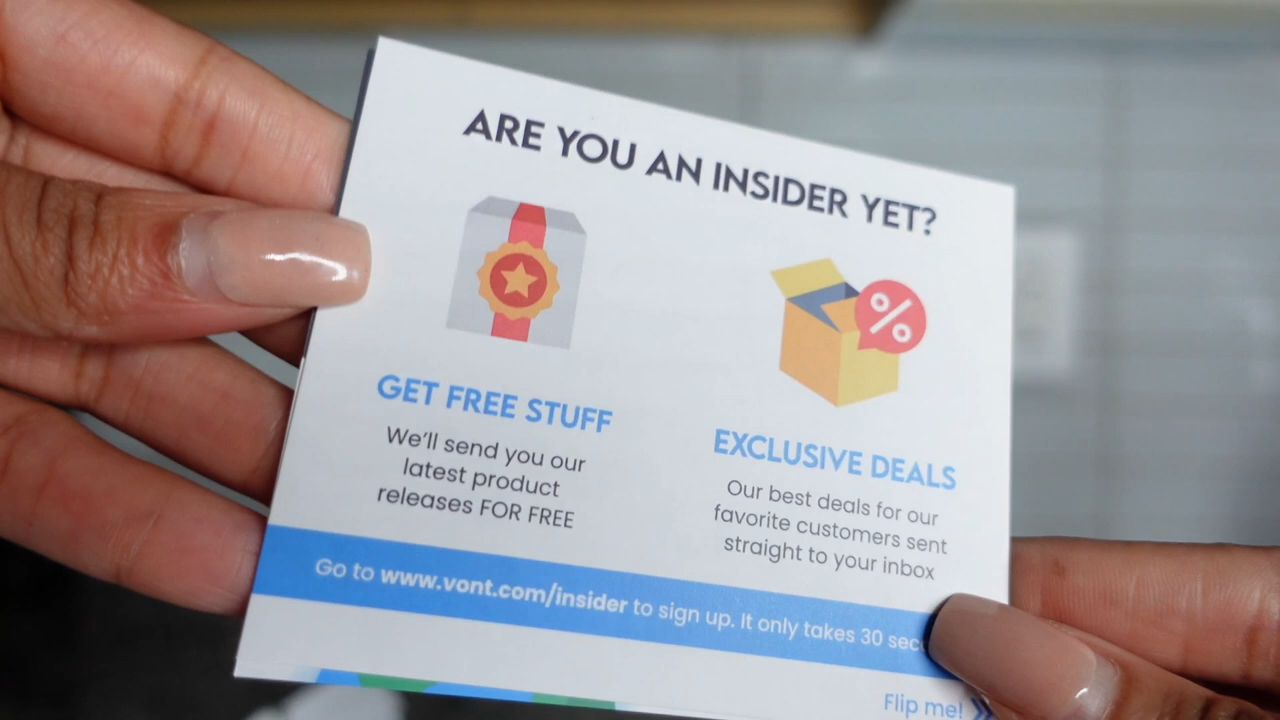 ARE YOU AN INSIDER YET?
%
GET FREE STUFF
We'll send you our
latest product
releases FOR FREE
EXCLUSIVE DEALS
Our best deals for our
favorite customers sent
straight to your inbox
Go to www.vont.com/insider to sign up. It only takes 30
Flip me!